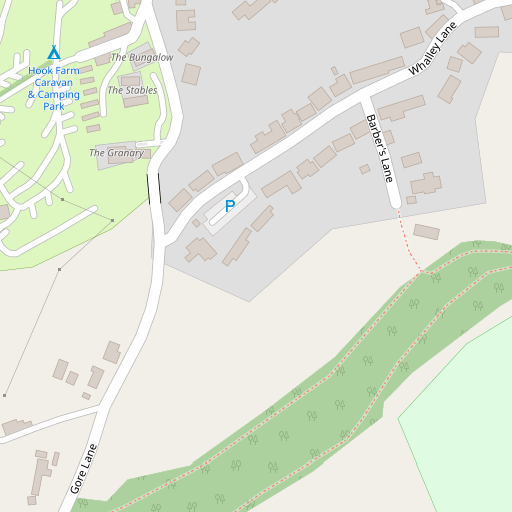 Whalley Lane
The Bungalow
Hook Farm
Caravan
& Camping
Park
The Stables
Barber's Lane
The Granary
P
Gore Lane